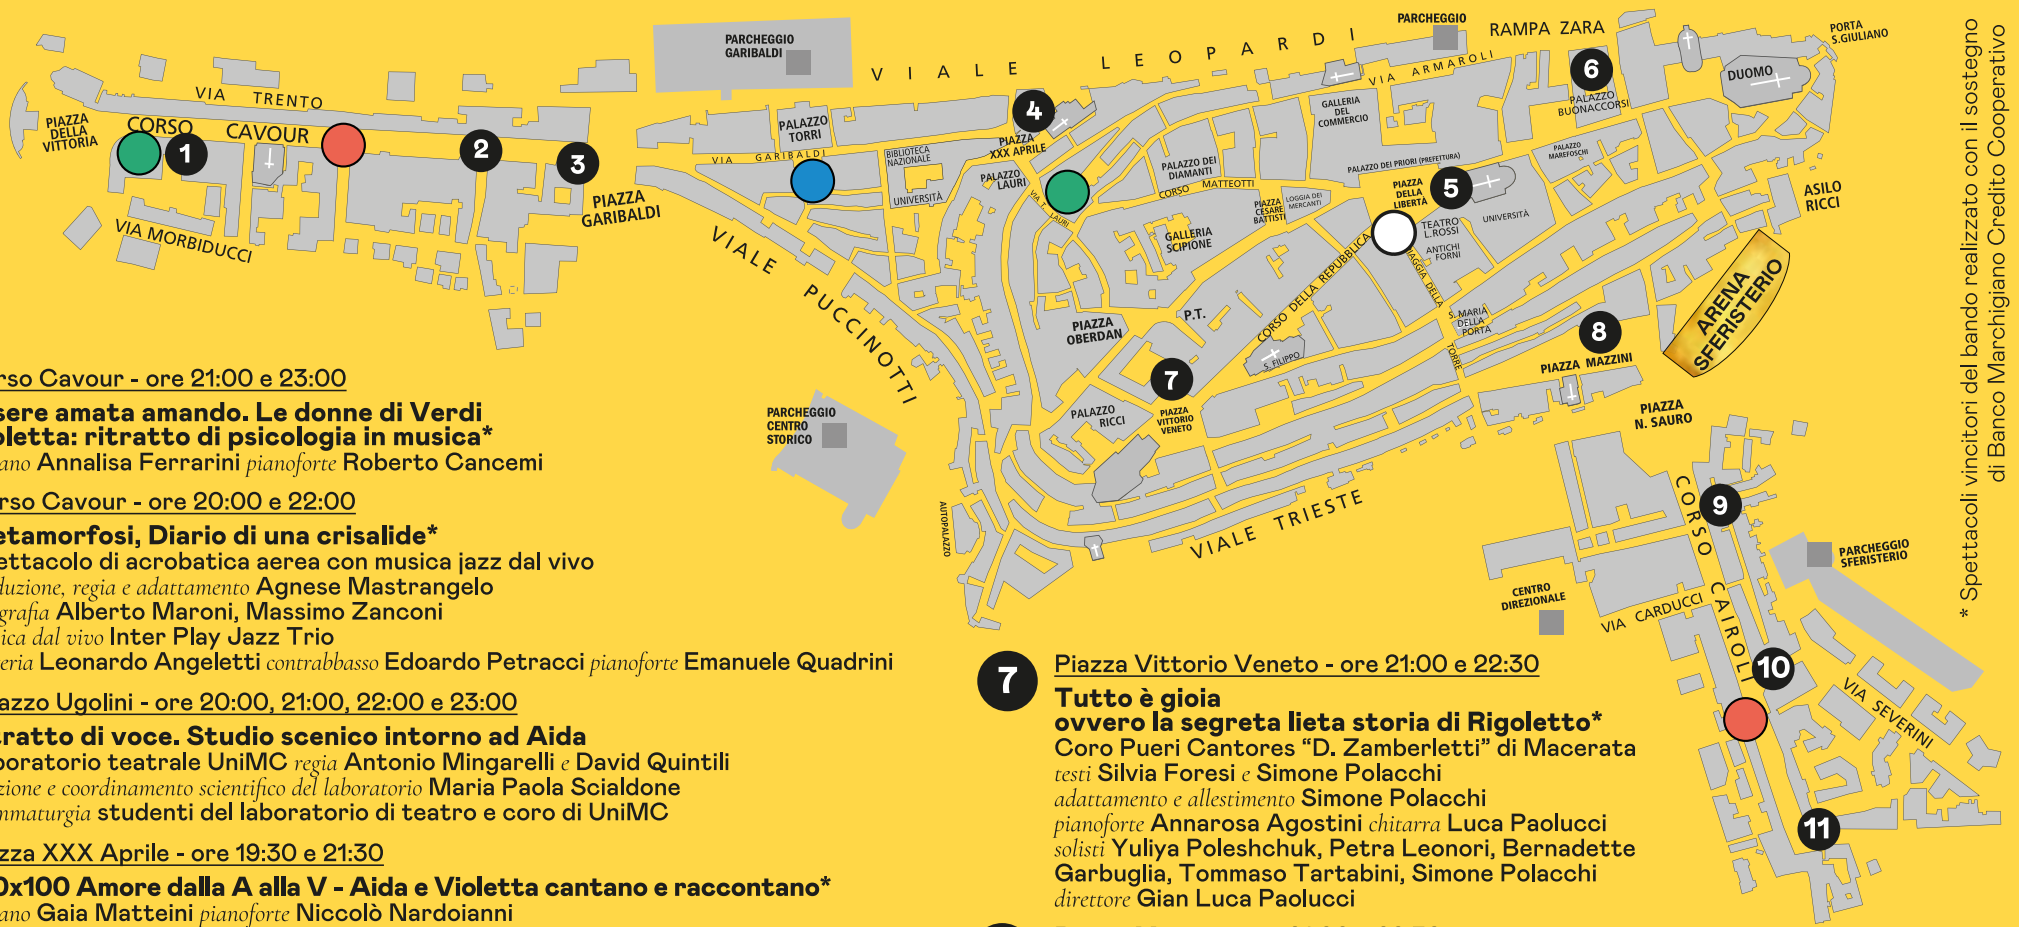 VIA TRENTO
PIAZZA
DELLA
VITTORIA
CORSO CAVOUR
1
2
3
VIA MORBIDUCCI
PIAZZA
GARIBALDI
PARCHEGGIO
GARIBALDI
VIALE LEOPARDI
PARCHEGGIO
RAMPA ZARA
PORTA
S.GIULIANO
VIA ARMAROLI
6
PALAZZO
BUONACCORSI
DUOMO
4
PIAZZA
XXX APRILE
PALAZZO
TORRI
VIA GARIBALDI
BIBLIOTECA
NAZIONALE
UNIVERSITÀ
PALAZZO
LAURI
VIA T. LAURI
GALLERIA
DEL
COMMERCIO
PALAZZO DEI
DIAMANTI
CORSO MATTEOTTI
PALAZZO DEI PRIORI (PREFETTURA)
PALAZZO
MAREFOSCHI
PIAZZA
CESARE
BATTISTI
LOGGIA DEI
MERCANTI
PIAZZA
DELLA
LIBERTÀ
5
TEATRO
L.ROSSI
UNIVERSITÀ
ANTICHI
FORNI
ASILO
RICCI
GALLERIA
SCIPIONE
CORSO DELLA REPUBBLICA
PIAGGIA DELLA
TORRE
S. MARIA
DELLA
PORTA
ARENA
SFERISTERIO
VIALE PUCCINOTTI
PIAZZA
OBERDAN
P.T.
S. FILIPPO
7
PALAZZO
RICCI
PIAZZA
VITTORIO
VENETO
8
PIAZZA MAZZINI
PIAZZA
N. SAURO
PARCHEGGIO
CENTRO
STORICO
AUTOPALAZZO
VIALE TRIESTE
CORSO CAIROLI
9
PARCHEGGIO
SFERISTERIO
CENTRO
DIREZIONALE
VIA CARDUCCI
10
VIA SEVERINI
11
* Spettacoli vincitori del bando realizzato con il sostegno
di Banco Marchigiano Credito Cooperativo
rso Cavour - ore 21:00 e 23:00
sere amata amando. Le donne di Verdi
oletta: ritratto di psicologia in musica*
ano Annalisa Ferrarini pianoforte Roberto Cancemi
rso Cavour - ore 20:00 e 22:00
etamorfosi, Diario di una crisalide*
ettacolo di acrobatica aerea con musica jazz dal vivo
duzione, regia e adattamento Agnese Mastrangelo
grafia Alberto Maroni, Massimo Zanconi
ica dal vivo Inter Play Jazz Trio
eria Leonardo Angeletti contrabbasso Edoardo Petracci pianoforte Emanuele Quadrini
azzo Ugolini - ore 20:00, 21:00, 22:00 e 23:00
tratto di voce. Studio scenico intorno ad Aida
boratorio teatrale UniMC regia Antonio Mingarelli e David Quintili
zione e coordinamento scientifico del laboratorio Maria Paola Scialdone
mmaturgia studenti del laboratorio di teatro e coro di UniMC
zza XXX Aprile - ore 19:30 e 21:30
0x100 Amore dalla A alla V - Aida e Violetta cantano e raccontano*
ano Gaia Matteini pianoforte Niccolò Nardoianni
7
Piazza Vittorio Veneto - ore 21:00 e 22:30
Tutto è gioia
ovvero la segreta lieta storia di Rigoletto*
Coro Pueri Cantores “D. Zamberletti” di Macerata
testi Silvia Foresi e Simone Polacchi
adattamento e allestimento Simone Polacchi
pianoforte Annarosa Agostini chitarra Luca Paolucci
solisti Yuliya Poleshchuk, Petra Leonori, Bernadette
Garbuglia, Tommaso Tartabini, Simone Polacchi
direttore Gian Luca Paolucci